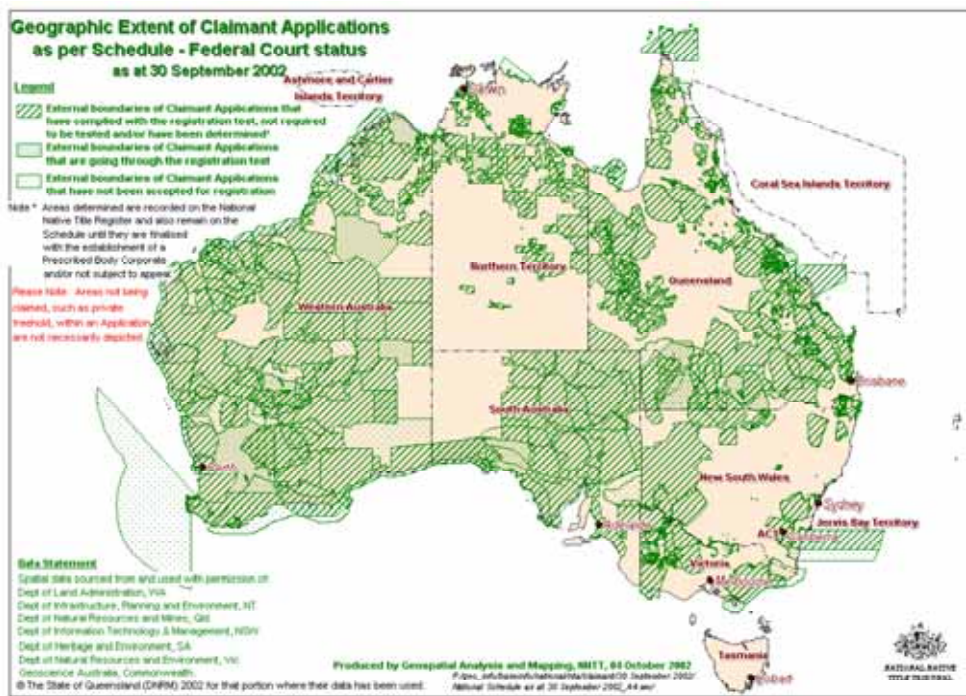 Geographic Extent of Claimant Applications
as per Schedule - Federal Court status
as at 30 September 2002
Legend
External boundaries of Claimant Applications that
have complied with the registration test, not required
to be tested and/or have been determined*
External boundaries of Claimant Applications
that are going through the registration test
External boundaries of Claimant Applications
that have not been accepted for registration
Note * Areas determined are recorded on the National
Native Title Register and also remain on the
Schedule until they are finalised
with the establishment of a
Prescribed Body Corporate
and/or not subject to appeal
Please Note: Areas not being
claimed, such as private
freehold, within an Application
are not necessarily depicted
Ashmore and Cartier
Islands Territory
Darwin
Coral Sea Islands Territory
Northern Territory
Queensland
Western Australia
Brisbane
South Australia
Perth
New South Wales
Sydney
Adelaide
Jervis Bay Territory
ACT
Canberra
Victoria
Melbourne
Tasmania
Hobart
Data Statement
Spatial data sourced from and used with permission of:
Dept of Land Administration, WA
Dept of Infrastructure, Planning and Environment, NT
Dept of Natural Resources and Mines, Qld
Dept of Information Technology & Management, NSW
Dept of Heritage and Environment, SA
Dept of Natural Resources and Environment, Vic
Geoscience Australia, Commonwealth.
© The State of Queensland (DNRM) 2002 for that portion where their data has been used.
Produced by Geospatial Analysis and Mapping, NNTT, 04 October 2002
National Schedule as at 30 September 2002_A4
NATIONAL NATIVE
TITLE TRIBUNAL